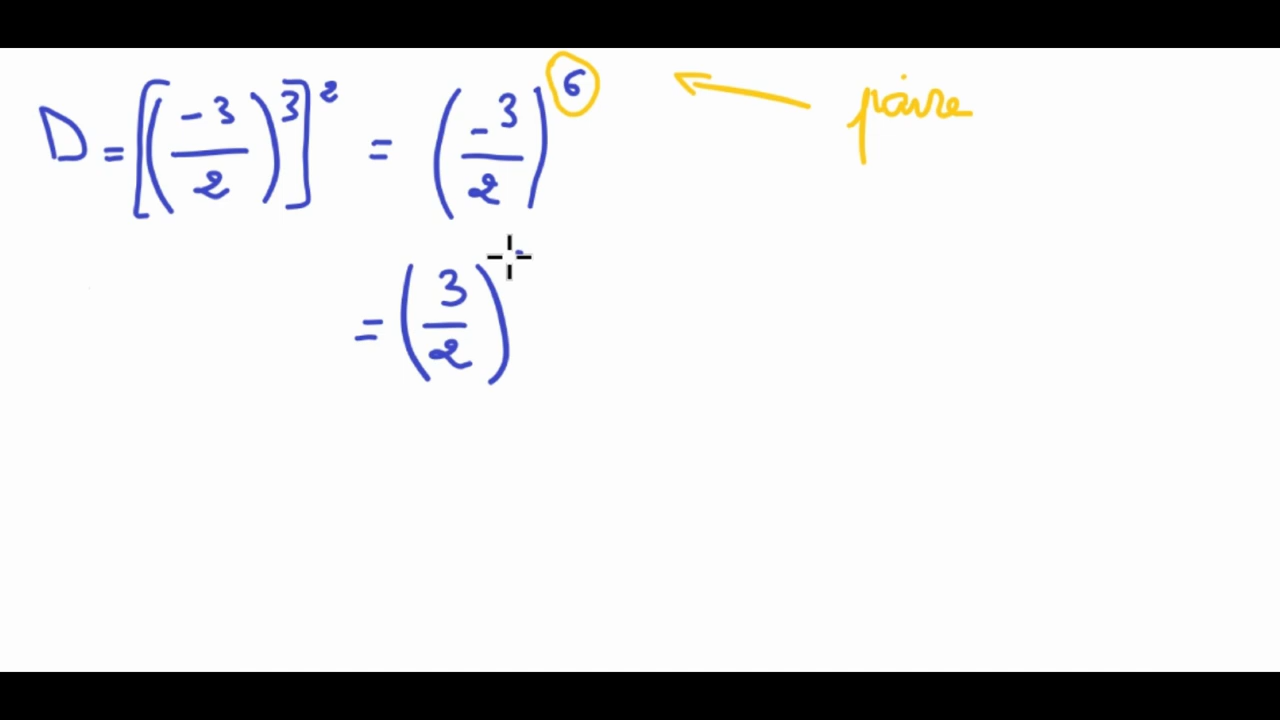 D = [(-3/2)^3]^2 = (-3/2)^6 ← paire
= (3/2)